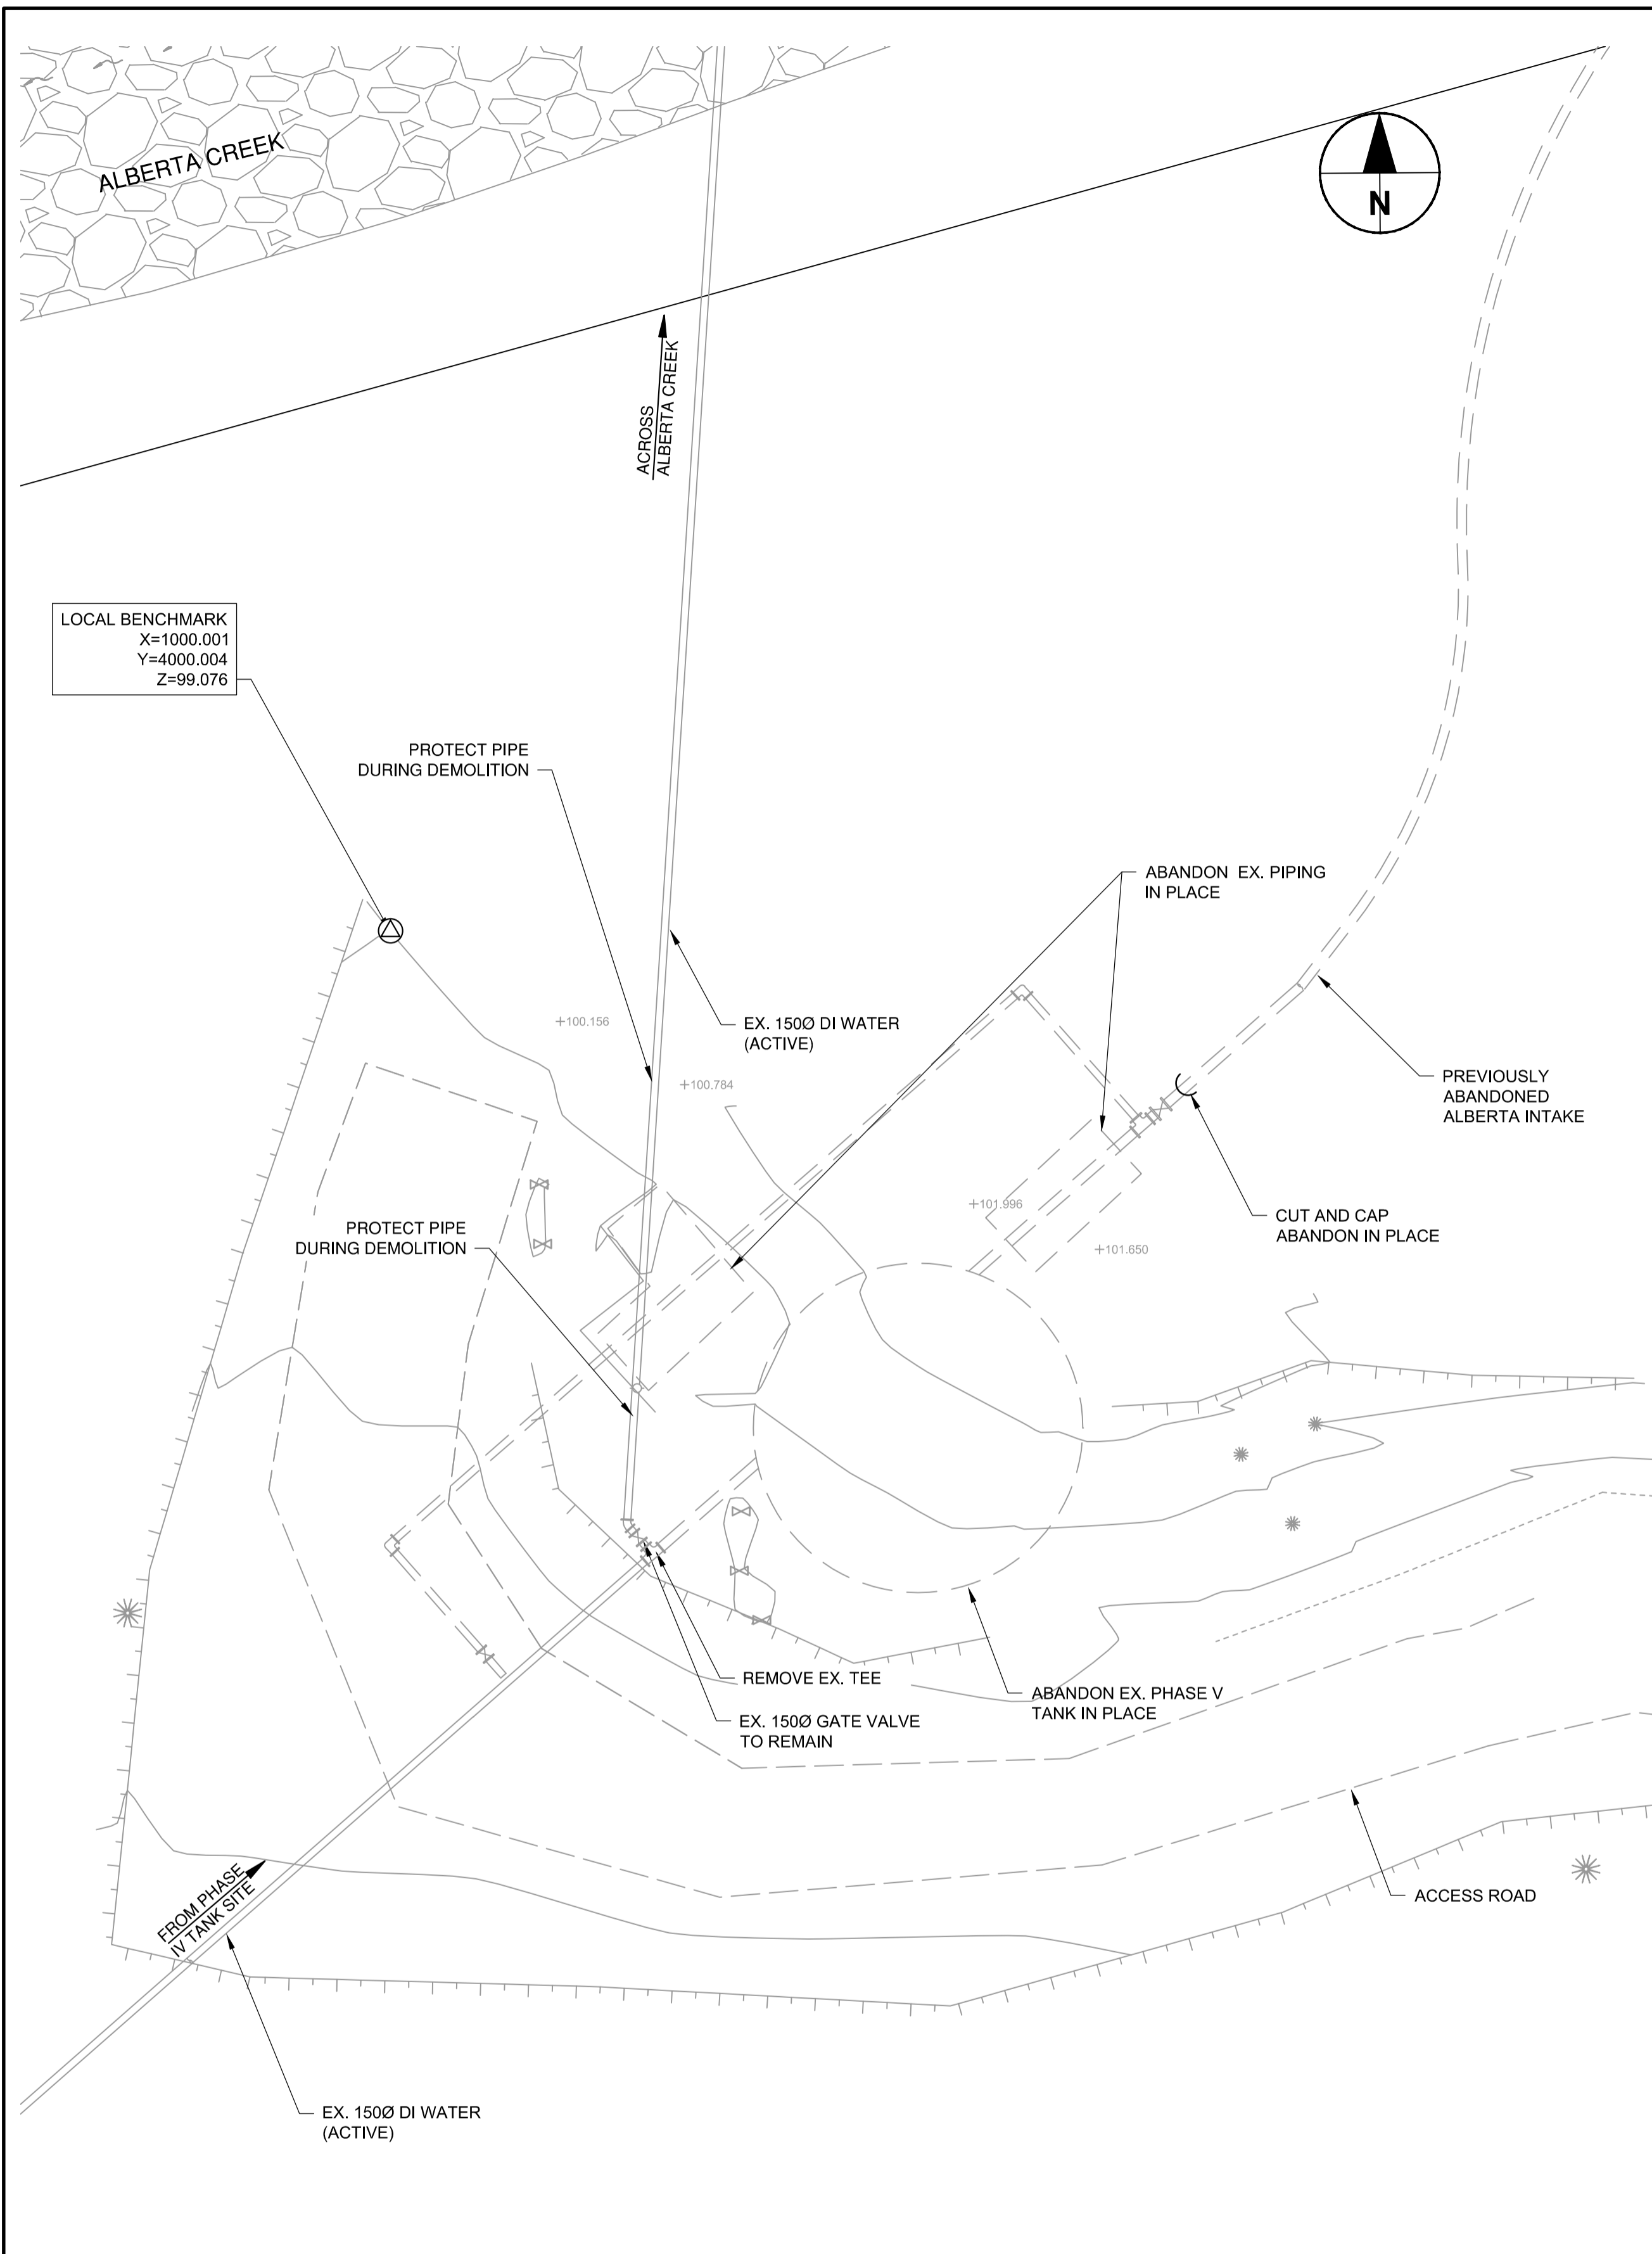 ALBERTA CREEK
N
ACROSS
ALBERTA CREEK
LOCAL BENCHMARK
X=1000.001
Y=4000.004
Z=99.076
PROTECT PIPE
DURING DEMOLITION
ABANDON EX. PIPING
IN PLACE
+100.156
EX. 150Ø DI WATER
(ACTIVE)
+100.784
PREVIOUSLY
ABANDONED
ALBERTA INTAKE
+101.996
CUT AND CAP
ABANDON IN PLACE
PROTECT PIPE
DURING DEMOLITION
+101.650
REMOVE EX. TEE
ABANDON EX. PHASE V
TANK IN PLACE
EX. 150Ø GATE VALVE
TO REMAIN
FROM PHASE
IV TANK SITE
ACCESS ROAD
EX. 150Ø DI WATER
(ACTIVE)